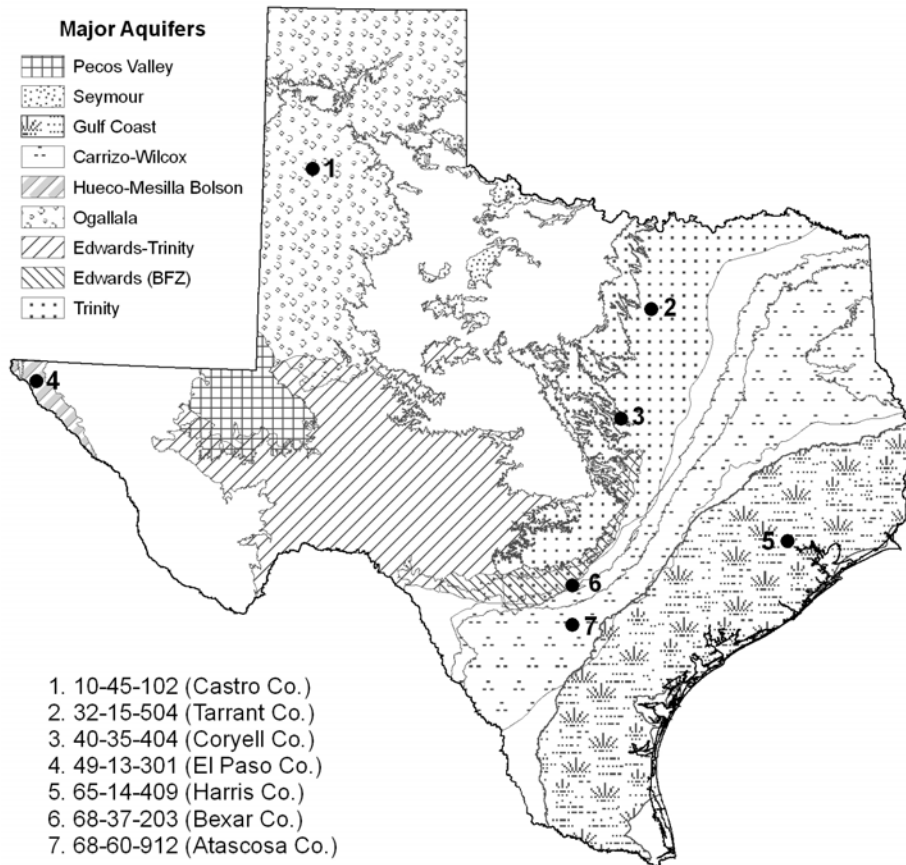 Major Aquifers
Pecos Valley
Seymour
Gulf Coast
Carrizo-Wilcox
Hueco-Mesilla Bolson
Ogallala
Edwards-Trinity
Edwards (BFZ)
Trinity
1
2
4
3
5
6
7
1. 10-45-102 (Castro Co.)
2. 32-15-504 (Tarrant Co.)
3. 40-35-404 (Coryell Co.)
4. 49-13-301 (El Paso Co.)
5. 65-14-409 (Harris Co.)
6. 68-37-203 (Bexar Co.)
7. 68-60-912 (Atascosa Co.)